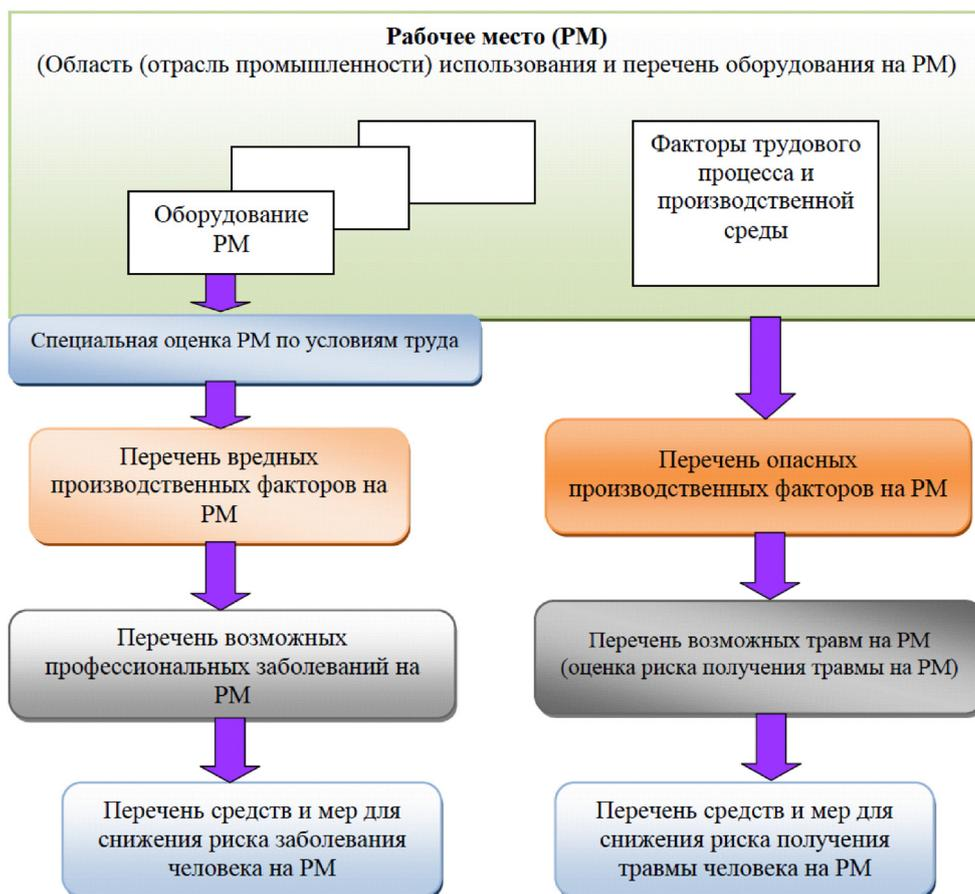 Рабочее место (РМ)
(Область (отрасль промышленности) использования и перечень оборудования на РМ)
Оборудование
РМ
Факторы трудового
процесса и
производственной
среды
Специальная оценка РМ по условиям труда
Перечень вредных
производственных факторов на
РМ
Перечень опасных
производственных факторов на РМ
Перечень возможных
профессиональных заболеваний на
РМ
Перечень возможных травм на РМ
(оценка риска получения травмы на РМ)
Перечень средств и мер для
снижения риска заболевания
человека на РМ
Перечень средств и мер для
снижения риска получения
травмы человека на РМ